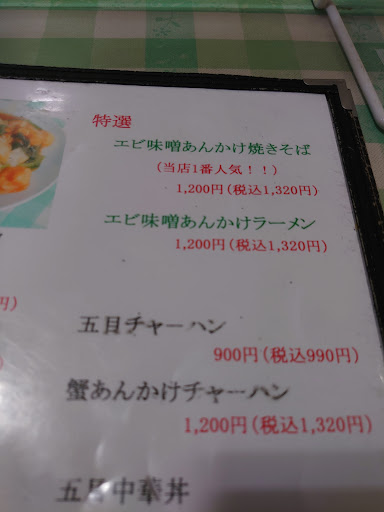 特選
エビ味噌あんかけ焼きそば
(当店1番人気!!)
1,200円(税込1,320円)
エビ味噌あんかけラーメン
1,200円(税込1,320円)
円)
五目チャーハン
900円(税込990円)
蟹あんかけチャーハン
1,200円(税込1,320円)
五目中華丼